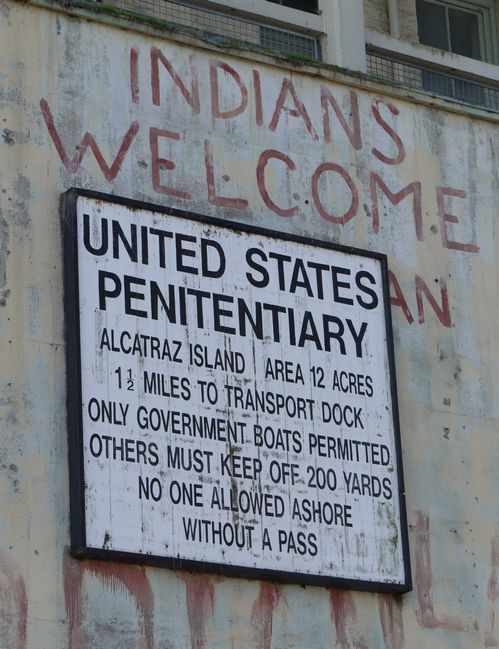 INDIANS
WELCOME
UNITED STATES
PENITENTIARY
ALCATRAZ ISLAND AREA 12 ACRES
1½ MILES TO TRANSPORT DOCK
ONLY GOVERNMENT BOATS PERMITTED
OTHERS MUST KEEP OFF 200 YARDS
NO ONE ALLOWED ASHORE
WITHOUT A PASS